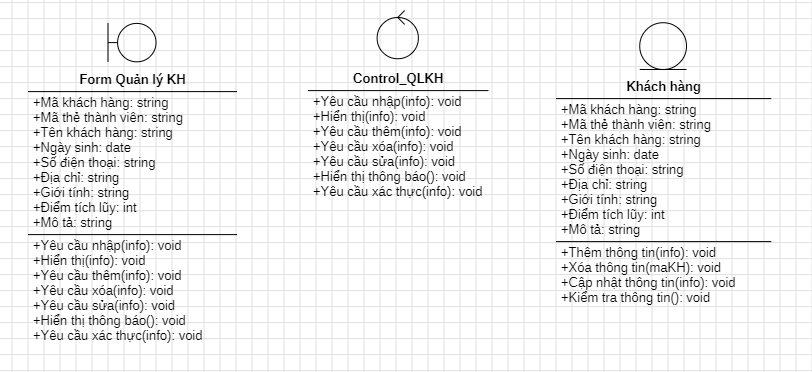 Form Quản lý KH
+Mã khách hàng: string
+Mã thẻ thành viên: string
+Tên khách hàng: string
+Ngày sinh: date
+Số điện thoại: string
+Địa chỉ: string
+Giới tính: string
+Điểm tích lũy: int
+Mô tả: string
+Yêu cầu nhập(info): void
+Hiển thị(info): void
+Yêu cầu thêm(info): void
+Yêu cầu xóa(info): void
+Yêu cầu sửa(info): void
+Hiển thị thông báo(): void
+Yêu cầu xác thực(info): void
Control_QLKH
+Yêu cầu nhập(info): void
+Hiển thị(info): void
+Yêu cầu thêm(info): void
+Yêu cầu xóa(info): void
+Yêu cầu sửa(info): void
+Hiển thị thông báo(): void
+Yêu cầu xác thực(info): void
Khách hàng
+Mã khách hàng: string
+Mã thẻ thành viên: string
+Tên khách hàng: string
+Ngày sinh: date
+Số điện thoại: string
+Địa chỉ: string
+Giới tính: string
+Điểm tích lũy: int
+Mô tả: string
+Thêm thông tin(info): void
+Xóa thông tin(maKH): void
+Cập nhật thông tin(info): void
+Kiểm tra thông tin(): void